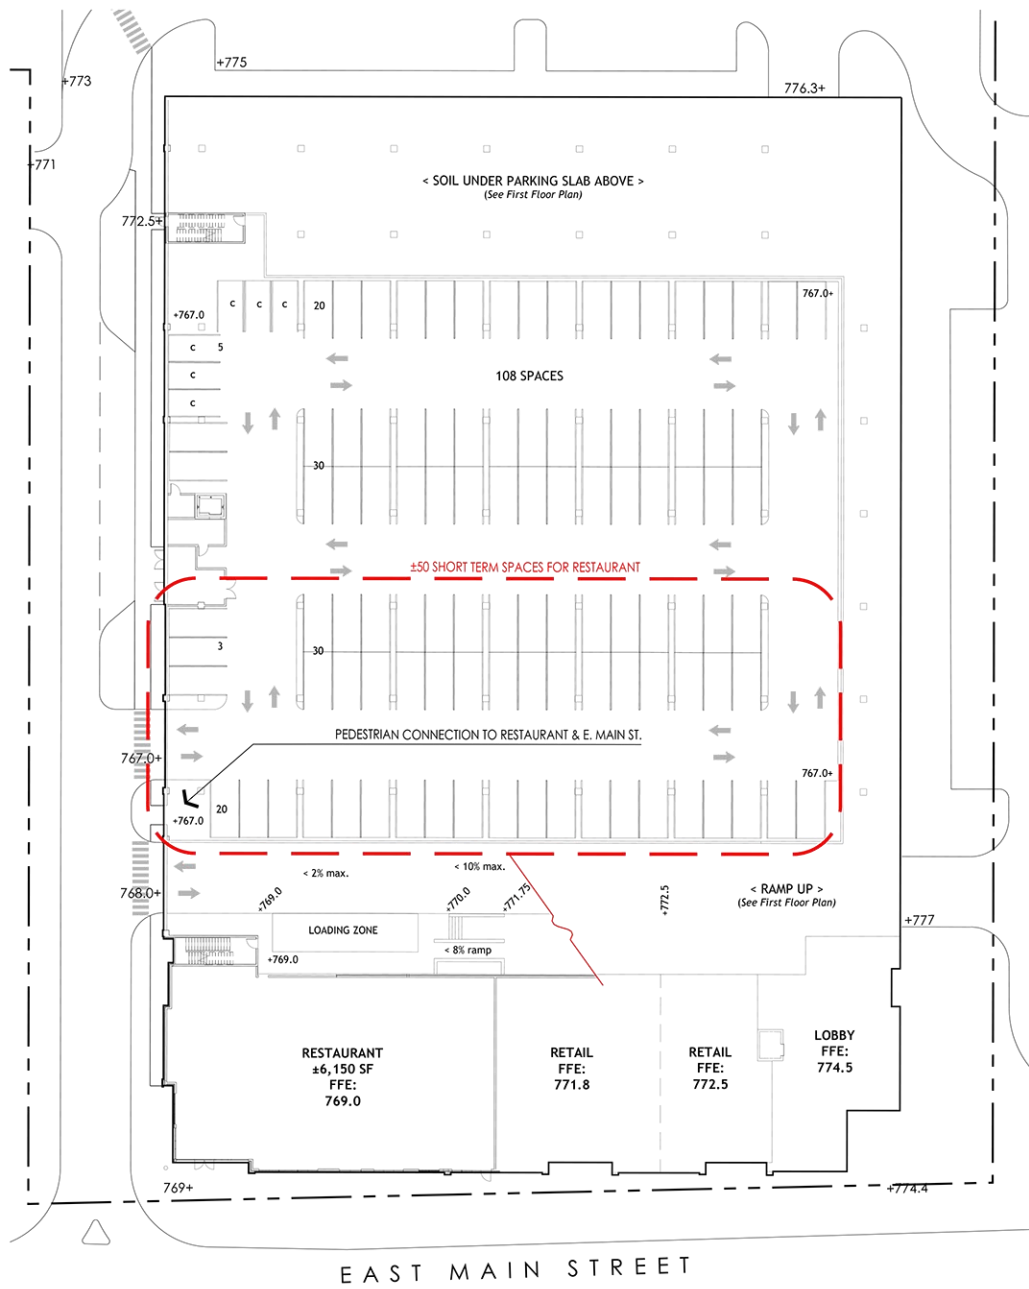 +775
+773
776.3+
+771
< SOIL UNDER PARKING SLAB ABOVE >
(See First Floor Plan)
772.5+
767.0+
C C C 20
+767.0
C 5
C
108 SPACES
C
30
±50 SHORT TERM SPACES FOR RESTAURANT
3
30
PEDESTRIAN CONNECTION TO RESTAURANT & E. MAIN ST.
767.0+
767.0+
20
+767.0
< 10% max.
< 2% max.
768.0+
+769.0
+770.0
+771.75
+772.5
< RAMP UP >
(See First Floor Plan)
+777
LOADING ZONE
< 8% ramp
+769.0
RESTAURANT
±6,150 SF
FFE:
769.0
RETAIL
FFE:
771.8
RETAIL
FFE:
772.5
LOBBY
FFE:
774.5
769+
+774.4
EAST MAIN STREET